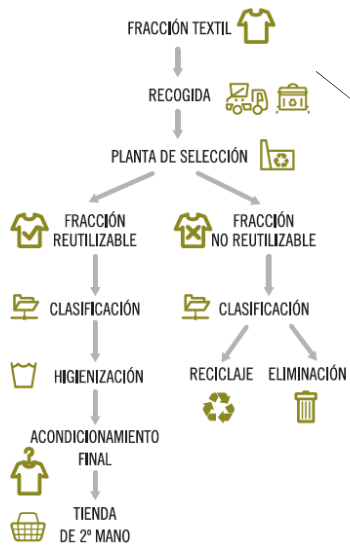 FRACCIÓN TEXTIL
RECOGIDA
PLANTA DE SELECCIÓN
FRACCIÓN
REUTILIZABLE
FRACCIÓN
NO REUTILIZABLE
CLASIFICACIÓN
CLASIFICACIÓN
HIGIENIZACIÓN
RECICLAJE
ELIMINACIÓN
ACONDICIONAMIENTO
FINAL
TIENDA
DE 2º MANO